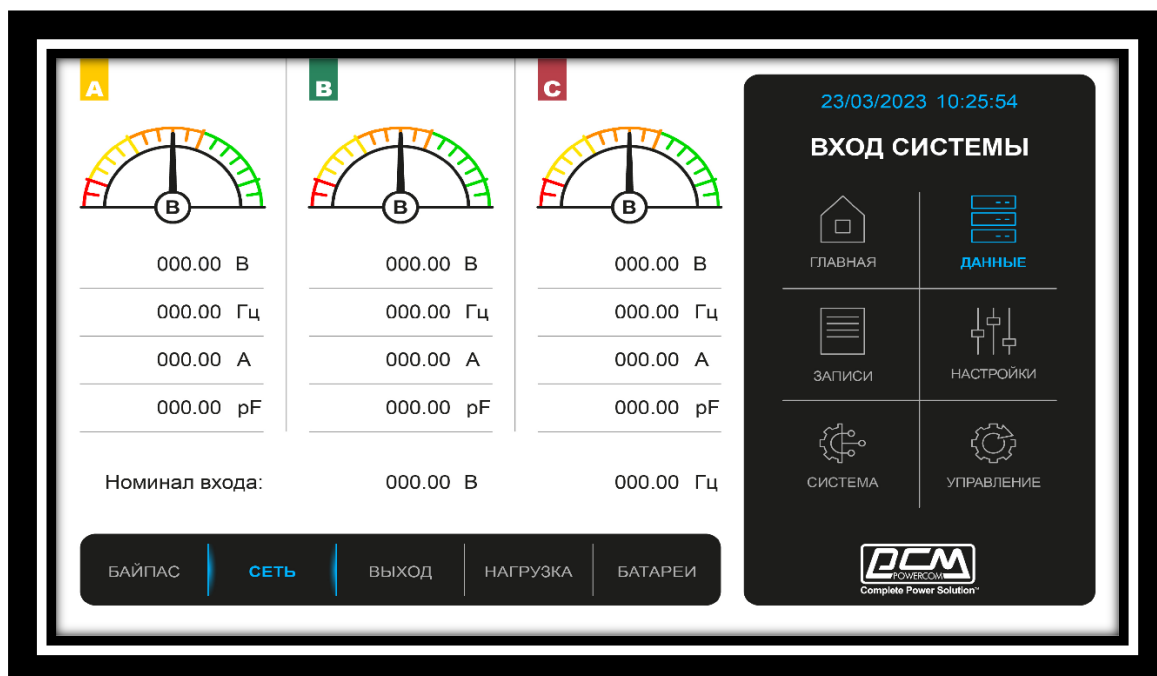 A B C
В В В
000.00 В 000.00 В 000.00 В
000.00 Гц 000.00 Гц 000.00 Гц
000.00 А 000.00 А 000.00 А
000.00 pF 000.00 pF 000.00 pF
Номинал входа: 000.00 В 000.00 Гц
БАЙПАС СЕТЬ ВЫХОД НАГРУЗКА БАТАРЕИ
23/03/2023 10:25:54
ВХОД СИСТЕМЫ
ГЛАВНАЯ ДАННЫЕ
ЗАПИСИ НАСТРОЙКИ
СИСТЕМА УПРАВЛЕНИЕ
PCM
POWERCOM
Complete Power Solution™